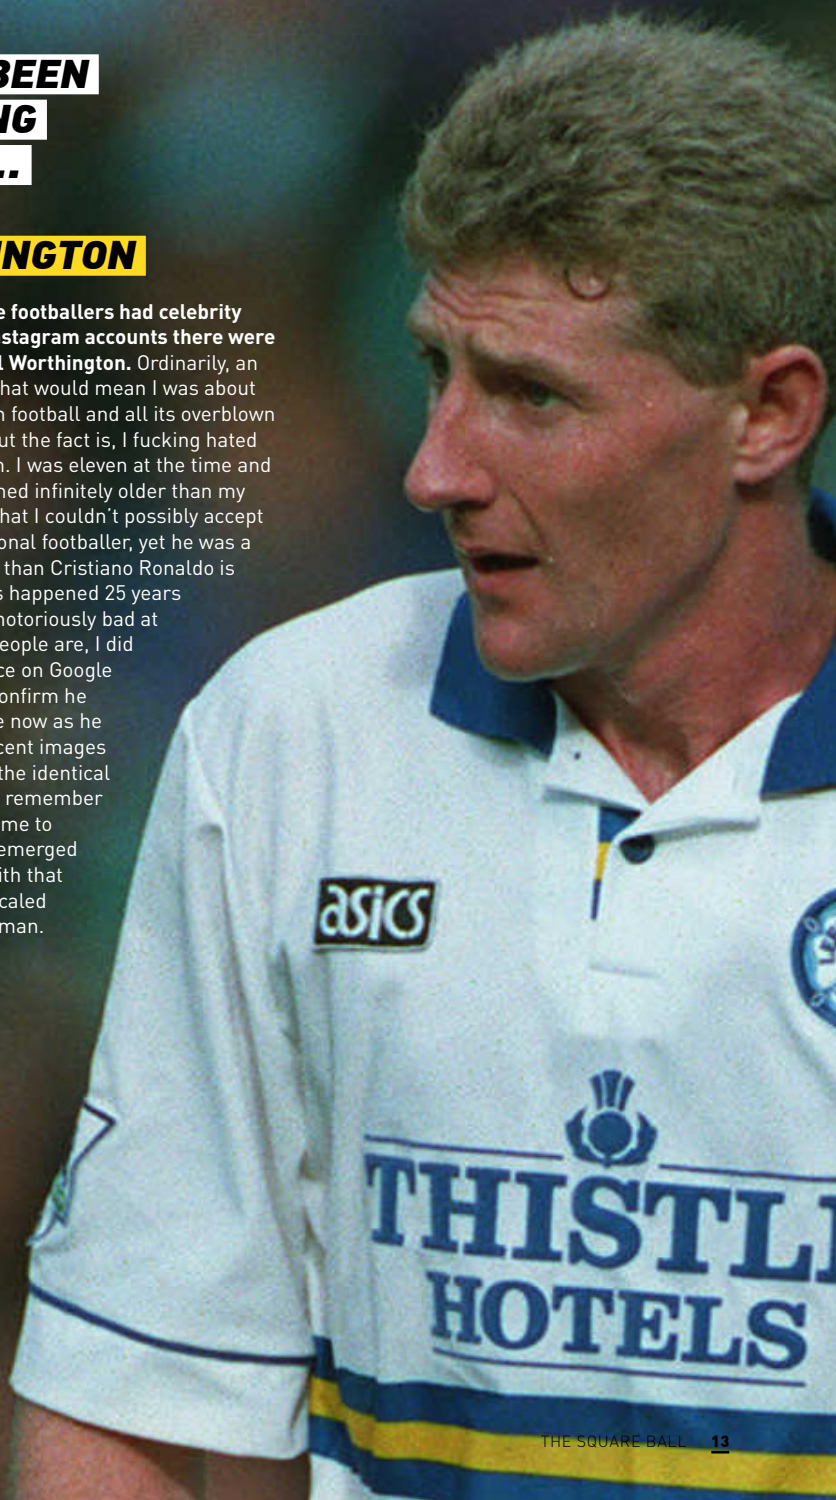 BEEN
NG
..
INGTON
e footballers had celebrity
stagram accounts there were
l Worthington. Ordinarily, an
hat would mean I was about
n football and all its overblown
ut the fact is, I fucking hated
n. I was eleven at the time and
ned infinitely older than my
hat I couldn't possibly accept
onal footballer, yet he was a
than Cristiano Ronaldo is
s happened 25 years
notoriously bad at
eople are, I did
ce on Google
onfirm he
e now as he
cent images
the identical
remember
me to
emerged
ith that
caled
man.
asics
THISTL
HOTELS
THE SQUARE BALL 13